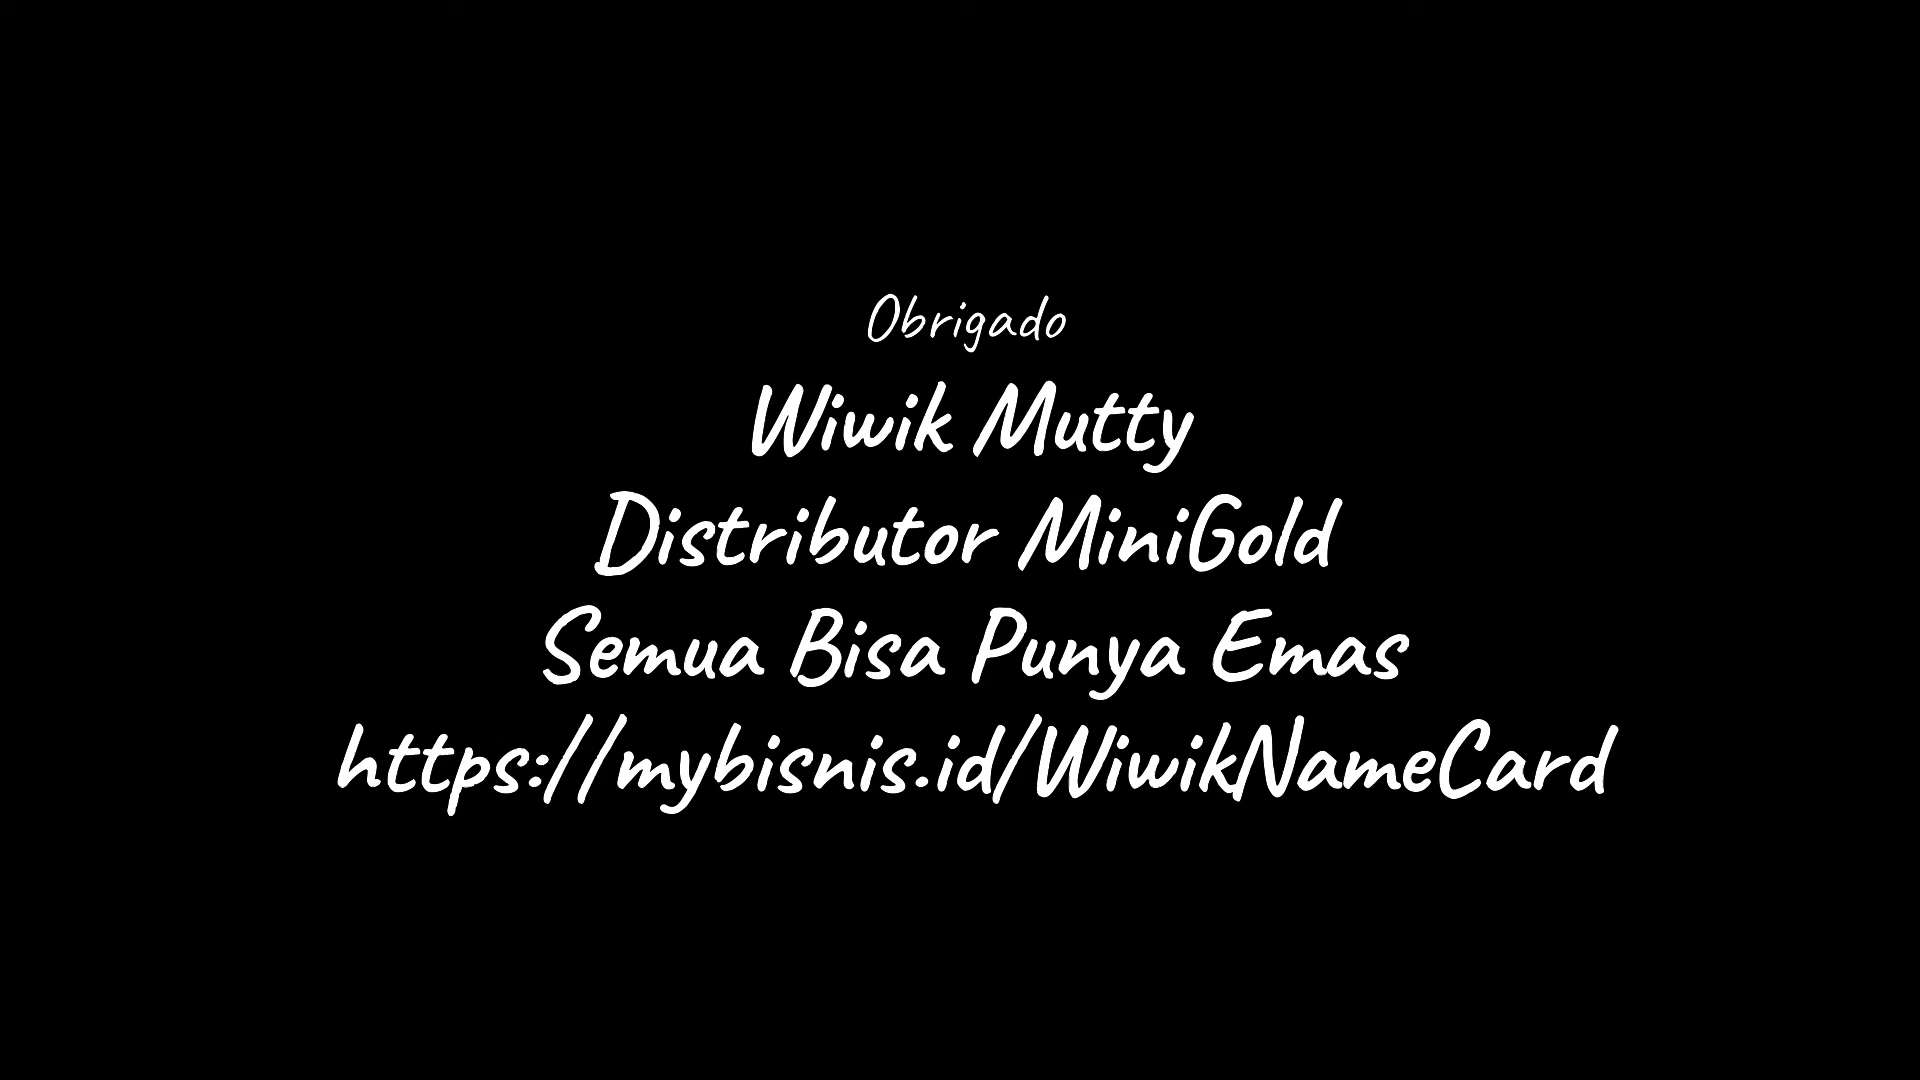 Obrigado
Wiwik Mutty
Distributor MiniGold
Semua Bisa Punya Emas
https://mybisnis.id/WiwikNameCard